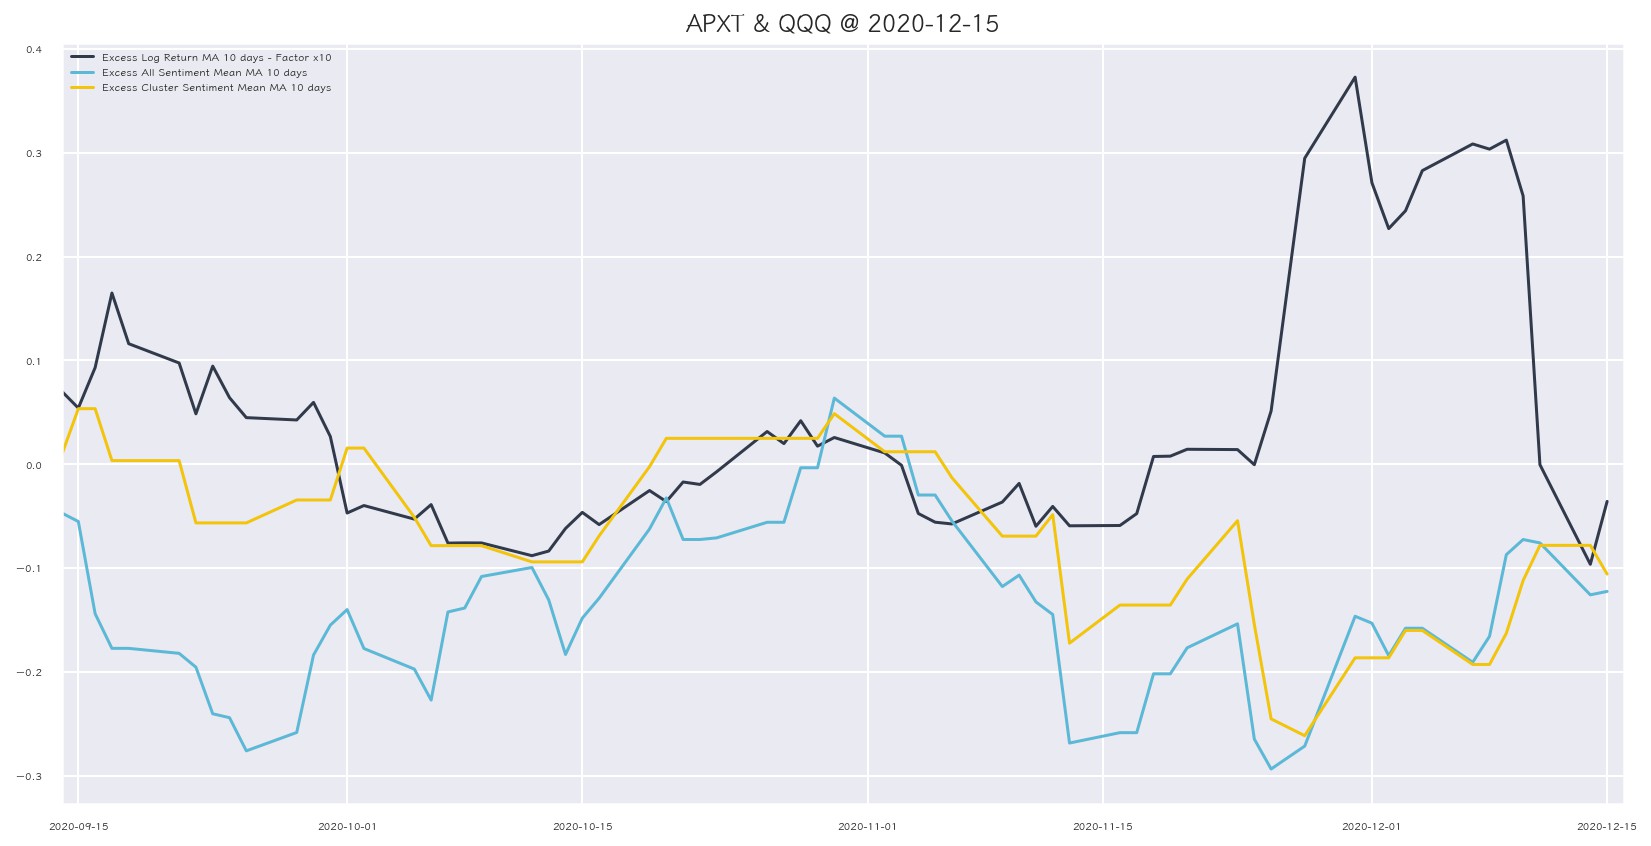 APXT & QQQ @ 2020-12-15
Excess Log Return MA 10 days - Factor x10
Excess All Sentiment Mean MA 10 days
Excess Cluster Sentiment Mean MA 10 days
0.4
0.3
0.2
0.1
0.0
−0.1
−0.2
−0.3
2020-09-15 2020-10-01 2020-10-15 2020-11-01 2020-11-15 2020-12-01 2020-12-15